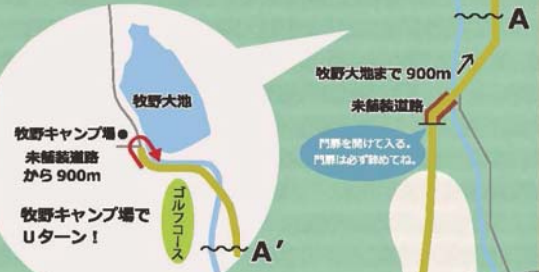 牧野大池
牧野キャンプ場
未舗装道路
から 900m
牧野キャンプ場で
Uターン！
ゴルフコース
A′
A
牧野大池まで 900m
未舗装道路
門扉を開けて入る。
門扉は必ず締めてね。